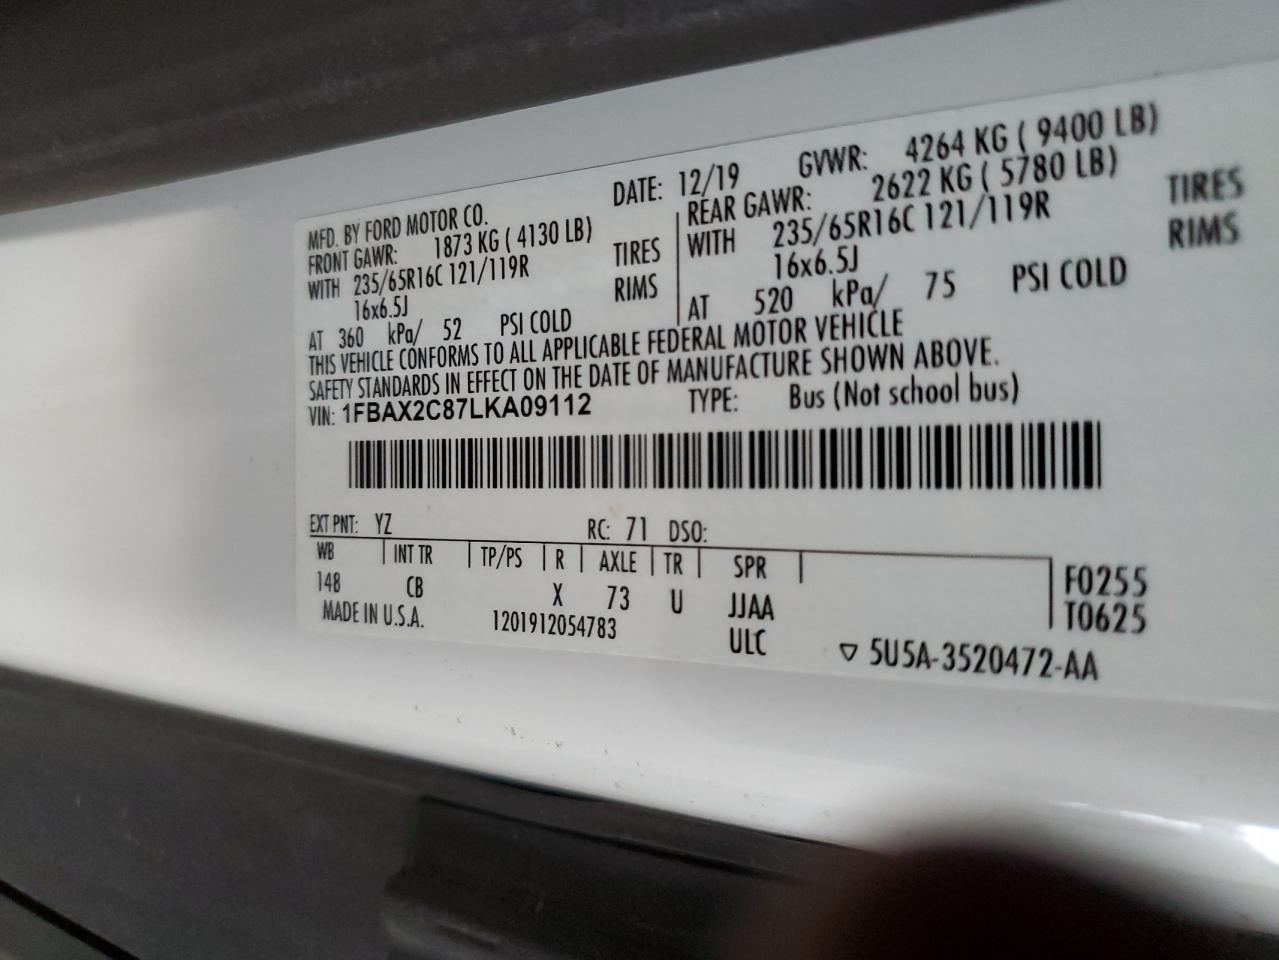 MFD. BY FORD MOTOR CO. DATE: 12/19 GVWR: 4264 KG ( 9400 LB)
FRONT GAWR: 1873 KG ( 4130 LB) REAR GAWR: 2622 KG ( 5780 LB)
WITH 235/65R16C 121/119R TIRES WITH 235/65R16C 121/119R TIRES
16x6.5J RIMS 16x6.5J RIMS
AT 360 kPa/ 52 PSI COLD AT 520 kPa/ 75 PSI COLD
THIS VEHICLE CONFORMS TO ALL APPLICABLE FEDERAL MOTOR VEHICLE
SAFETY STANDARDS IN EFFECT ON THE DATE OF MANUFACTURE SHOWN ABOVE.
VIN: 1FBAX2C87LKA09112 TYPE: Bus (Not school bus)
EXT PNT: YZ RC: 71 DSO:
WB INT TR TP/PS R AXLE TR SPR F0255
148 CB X 73 U JJAA T0625
MADE IN U.S.A. 1201912054783 ULC ▽ 5U5A-3520472-AA